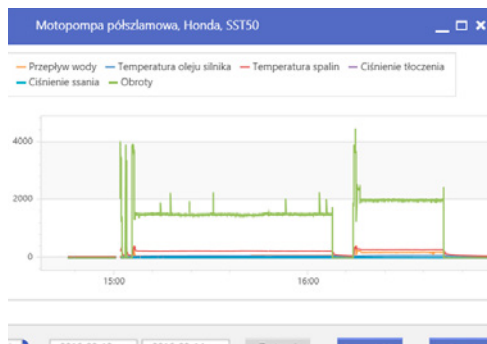 Motopompa półszlamowa, Honda, SST50
Przepływ wody Temperatura oleju silnika Temperatura spalin Ciśnienie tłoczenia
Ciśnienie ssania Obroty
4000
2000
0
15:00 16:00